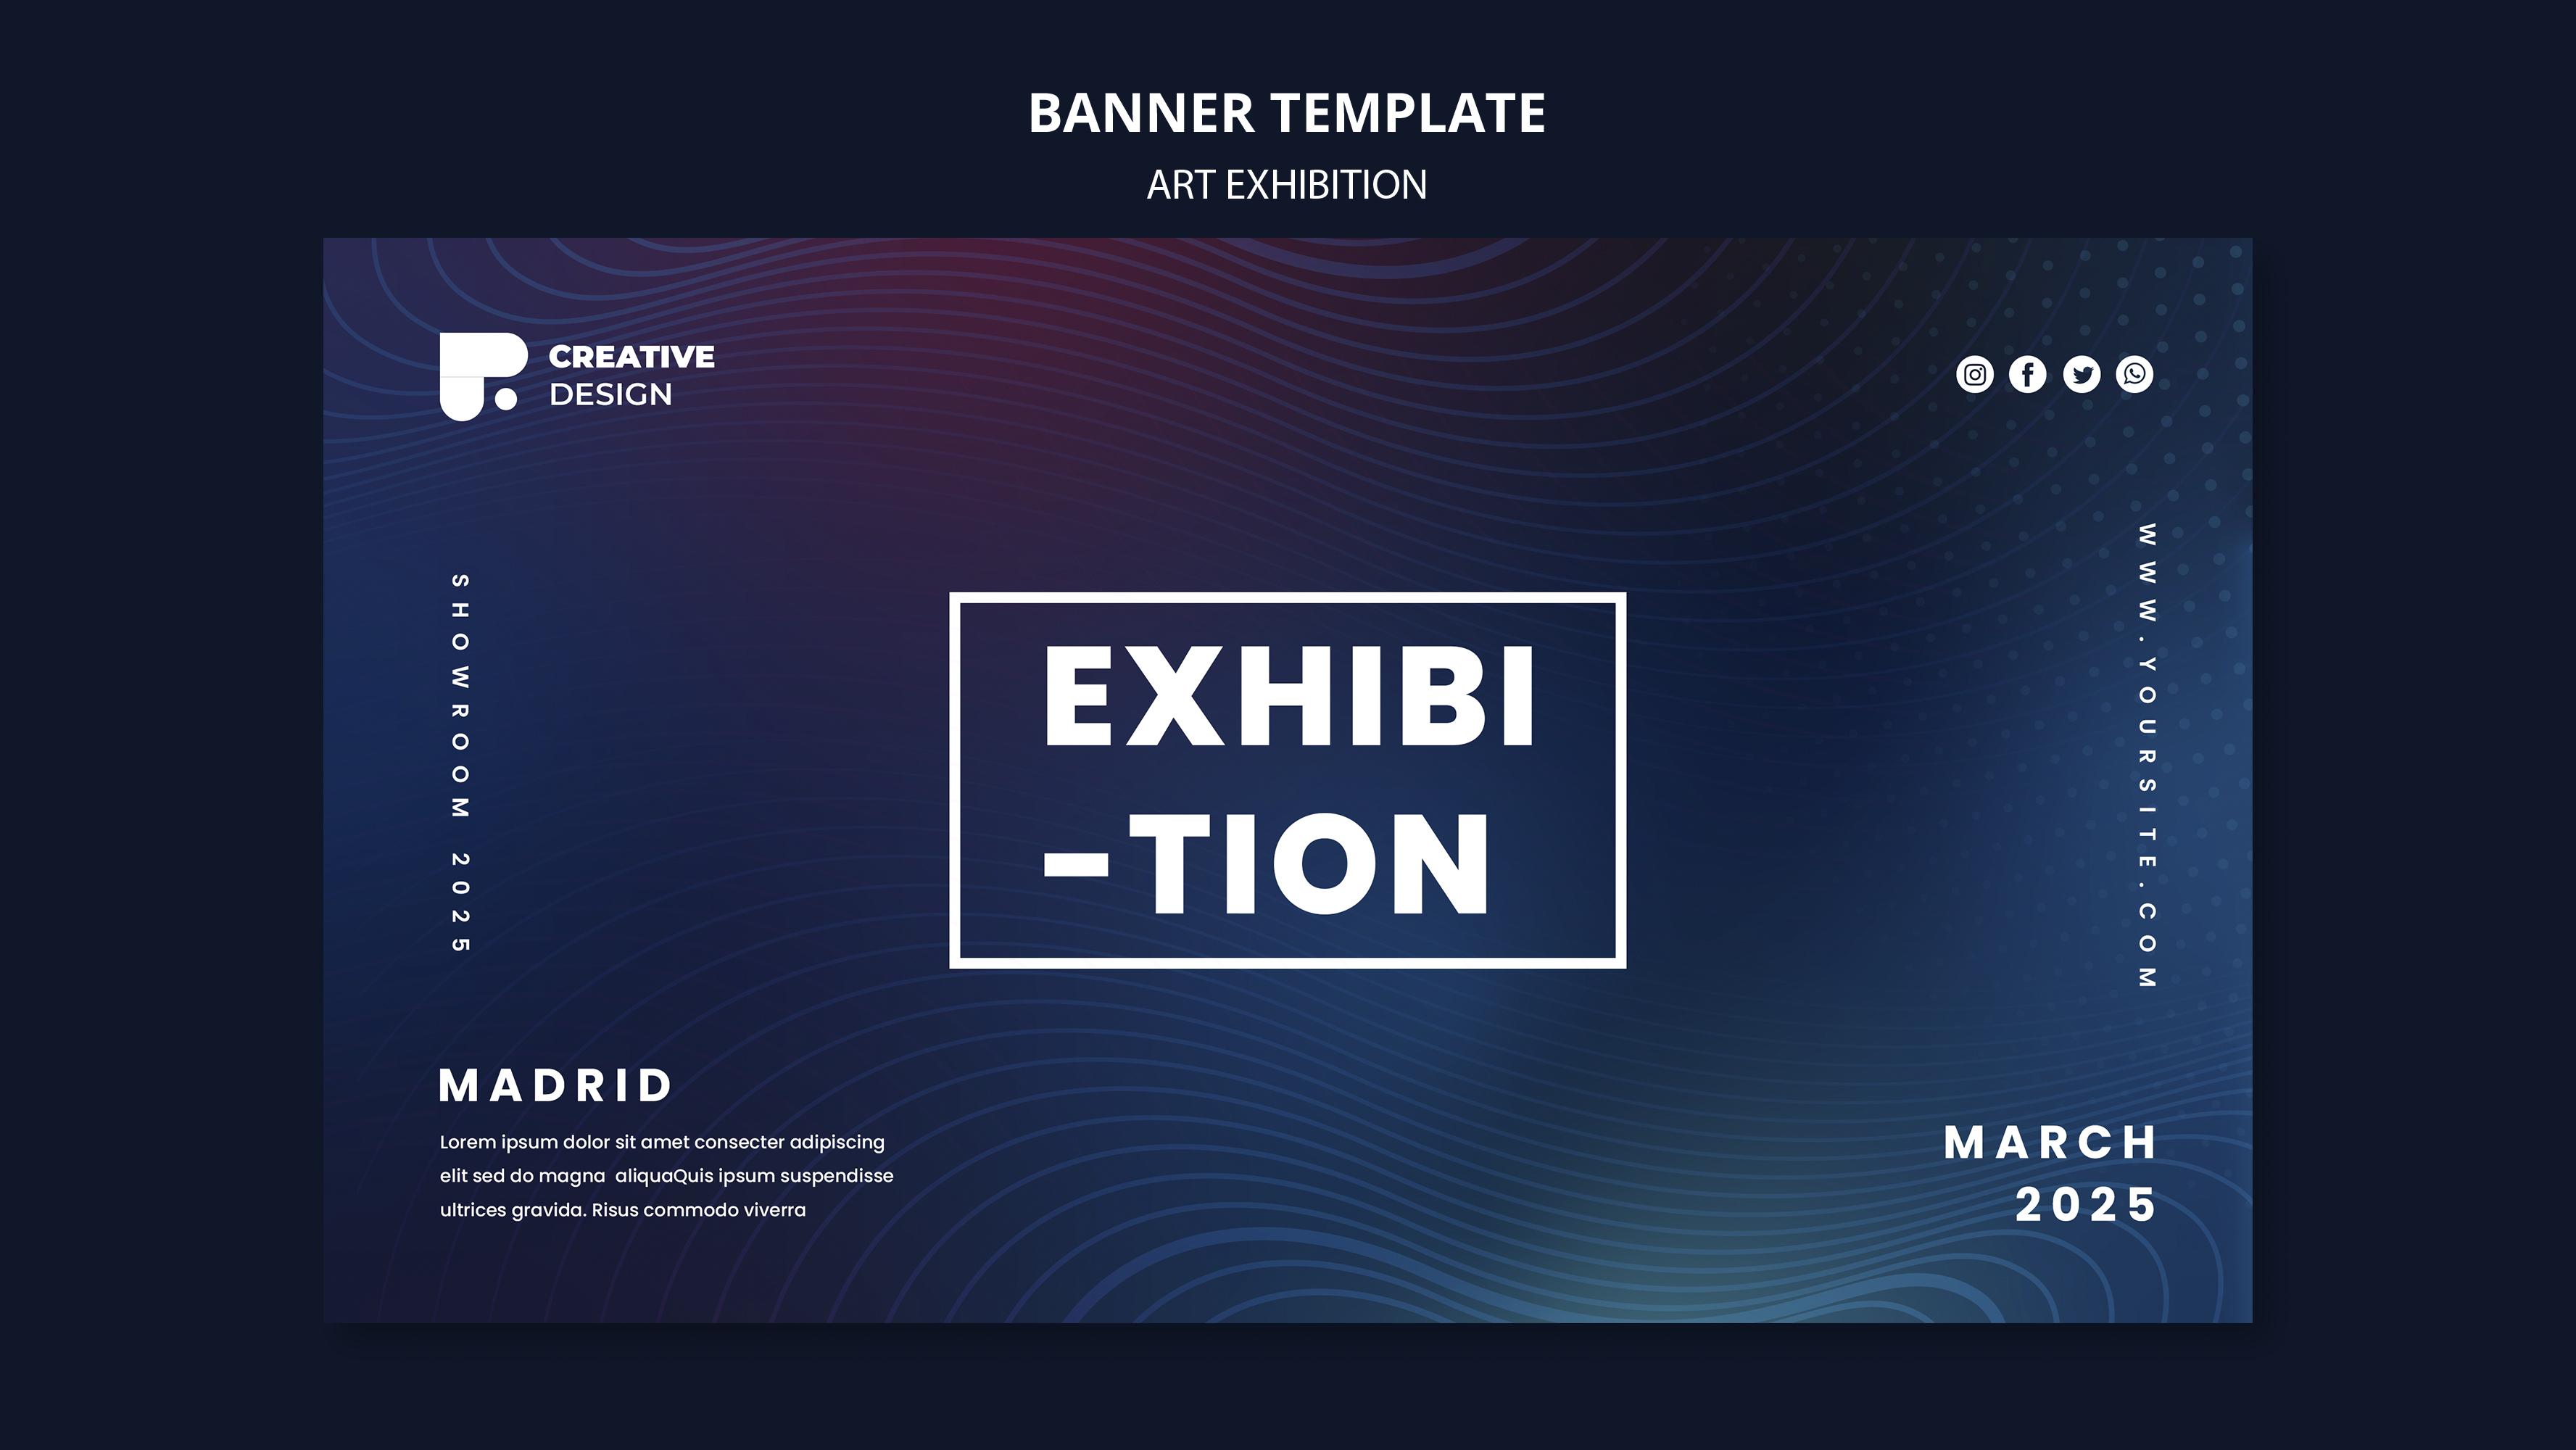 BANNER TEMPLATE
ART EXHIBITION
CREATIVE
DESIGN
SHOWROOM 2025
EXHIBI
-TION
WWW.YOURSITE.COM
MADRID
Lorem ipsum dolor sit amet consecter adipiscing
elit sed do magna  aliquaQuis ipsum suspendisse
ultrices gravida. Risus commodo viverra
MARCH
2025